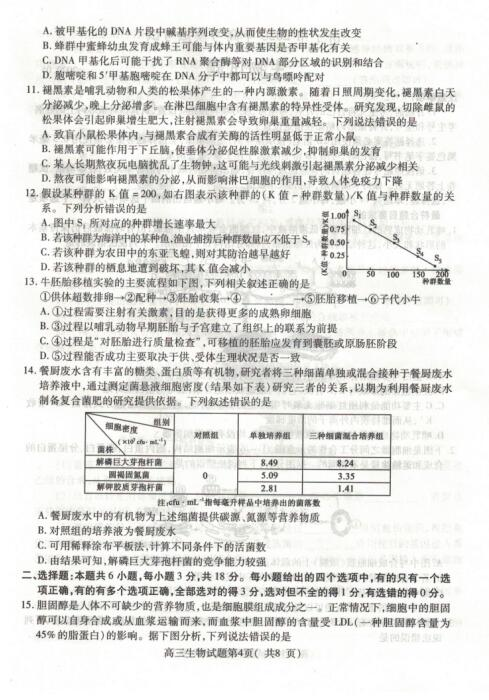 A. 被甲基化的 DNA 片段中碱基序列改变,从而使生物的性状发生改变
B. 蜂群中蜜蜂幼虫发育成蜂王可能与体内重要基因是否甲基化有关
C. DNA 甲基化后可能干扰了 RNA 聚合酶等对 DNA 部分区域的识别和结合
D. 胞嘧啶和 5′甲基胞嘧啶在 DNA 分子中都可以与鸟嘌呤配对
11. 褪黑素是哺乳动物和人类的松果体产生的一种内源激素。随着日照周期变化,褪黑素白天
分泌减少,晚上分泌增多。在淋巴细胞中含有褪黑素的特异性受体。研究发现,切除雌鼠的
松果体会引起卵巢增生肥大,注射褪黑素会导致卵巢重量减轻。下列说法错误的是
A. 致盲小鼠松果体内,与褪黑素合成有关酶的活性明显低于正常小鼠
B. 褪黑素可能作用于下丘脑,使垂体分泌促性腺激素减少,抑制卵巢的发育
C. 某人长期熬夜玩电脑扰乱了生物钟,这可能与光线刺激引起褪黑素分泌减少相关
D. 熬夜可能影响褪黑素的分泌,从而影响淋巴细胞的作用,导致人体免疫力下降
12. 假设某种群的 K 值=200,如右图表示该种群的(K 值-种群数量)/K 值与种群数量的关
系。下列分析错误的是
A. 图中 S₁ 所对应的种群增长速率最大
B. 若该种群为海洋中的某种鱼,渔业捕捞后种群数量应不低于 S₃
C. 若该种群为农田中的东亚飞蝗,则对其防治越早越好
D. 若该种群的栖息地遭到破坏,其 K 值会减小
(K值-种群数量)/K值
1.00
0.75
0.50
0.25
0
S₁
S₂
S₃
S₄
S₅
50 100 150 200
种群数量
13. 牛胚胎移植实验的主要流程如下图,下列相关叙述正确的是
①供体超数排卵→②配种→③胚胎收集→④ →⑤胚胎移植→⑥子代小牛
A. ①过程需要注射有关激素,目的是获得更多的成熟卵细胞
B. ③过程以哺乳动物早期胚胎与子宫建立了组织上的联系为前提
C. ④过程是“对胚胎进行质量检查”,可移植的胚胎应发育到囊胚或原肠胚阶段
D. ⑤过程能否成功主要取决于供、受体生理状况是否一致
14. 餐厨废水含有丰富的糖类、蛋白质等有机物,研究者将三种细菌单独或混合接种于餐厨废水
培养液中,通过测定菌悬液细胞密度(结果如下表)研究三者的关系,以期为利用餐厨废水
制备复合菌肥的研究提供依据。下列叙述错误的是
组别
细胞密度
(×10⁷ cfu·mL⁻¹)
菌株
对照组 单独培养组 三种细菌混合培养组
解磷巨大芽孢杆菌 8.49 8.24
圆褐固氮菌 0 5.09 3.35
解钾胶质芽孢杆菌 2.81 1.41
注:cfu·mL⁻¹指每毫升样品中培养出的菌落数
A. 餐厨废水中的有机物为上述细菌提供碳源、氮源等营养物质
B. 对照组的培养液为餐厨废水
C. 可用稀释涂布平板法,计算不同条件下的活菌数
D. 由结果可知,解磷巨大芽孢杆菌的竞争能力较强
二、选择题:本题共 6 小题,每小题 3 分,共 18 分。每小题给出的四个选项中,有的只有一个选
项正确,有的有多个选项正确,全部选对的得 3 分,选对但不全的得 1 分,有选错的得 0 分。
15. 胆固醇是人体不可缺少的营养物质,也是细胞膜组成成分之一。正常情况下,细胞中的胆固
醇可以自身合成或从血浆运输而来,而血浆中胆固醇的含量受 LDL(一种胆固醇含量为
45%的脂蛋白)的影响。据下图分析,下列说法错误的是
高三生物试题第4页( 共8 页)